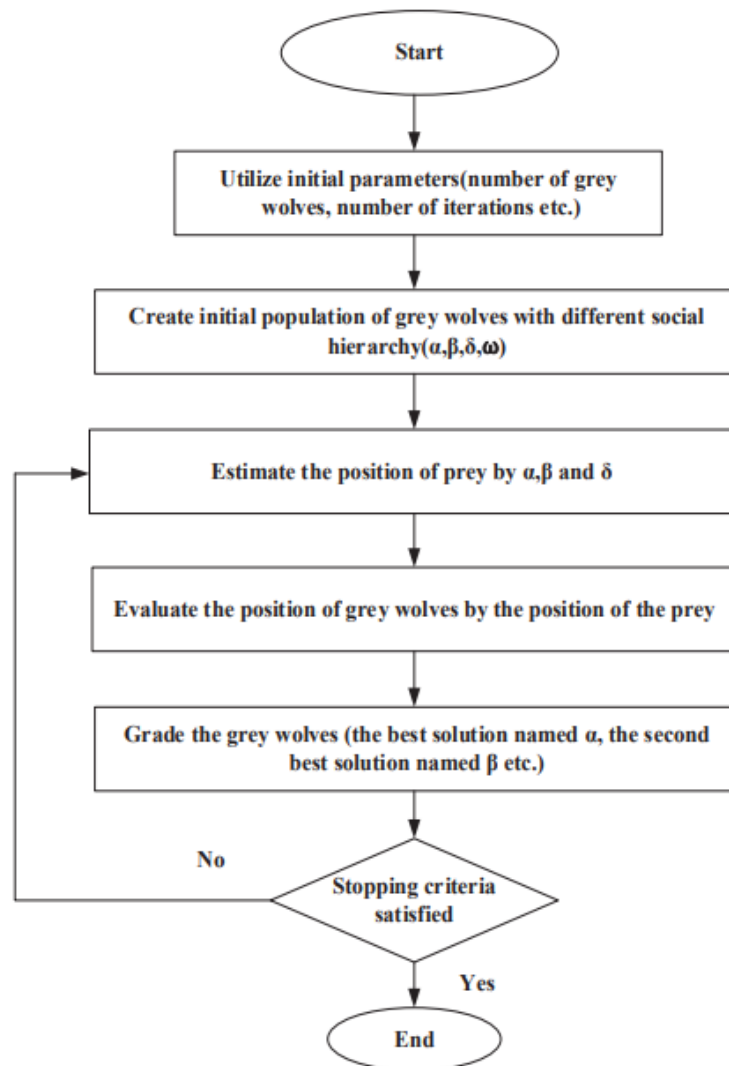 Start
Utilize initial parameters(number of grey
wolves, number of iterations etc.)
Create initial population of grey wolves with different social
hierarchy(α,β,δ,ω)
Estimate the position of prey by α,β and δ
Evaluate the position of grey wolves by the position of the prey
Grade the grey wolves (the best solution named α, the second
best solution named β etc.)
No
Stopping criteria
satisfied
Yes
End